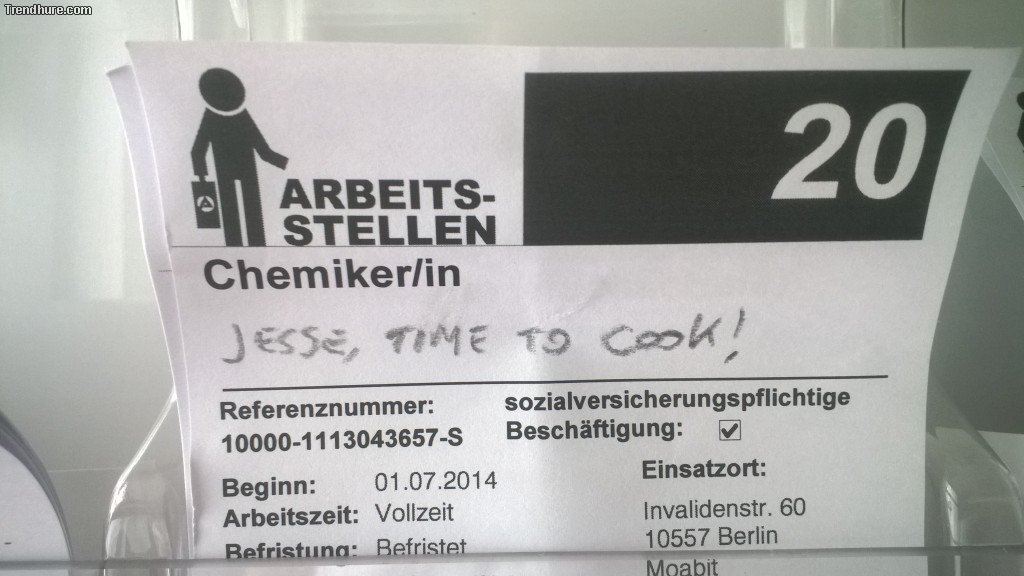 Trendhure.com
20
ARBEITS-
STELLEN
Chemiker/in
JESSE, TIME TO COOK!
Referenznummer:
10000-1113043657-S
sozialversicherungspflichtige
Beschäftigung:
Beginn: 01.07.2014
Arbeitszeit: Vollzeit
Befristung: Befristet
Einsatzort:
Invalidenstr. 60
10557 Berlin
Moabit